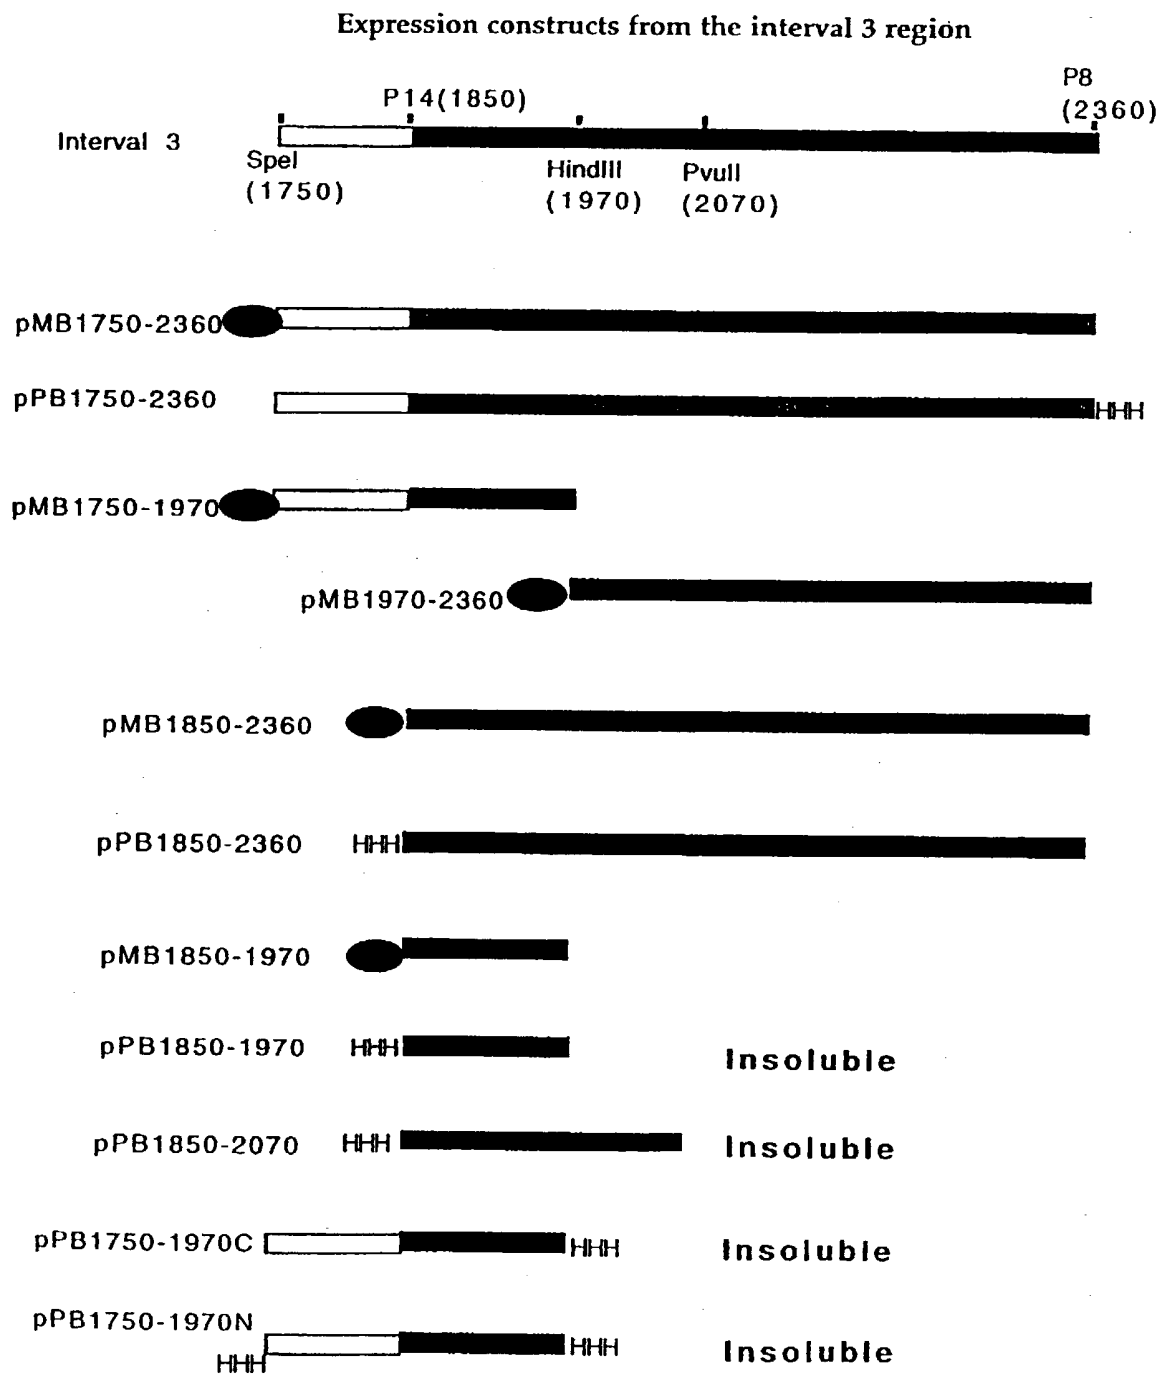 Expression constructs from the interval 3 region
P8
P14(1850)
(2360)
Interval 3
SpeI
HindIII
PvuII
(1750)
(1970)
(2070)
pMB1750-2360
pPB1750-2360
HHH
pMB1750-1970
pMB1970-2360
pMB1850-2360
pPB1850-2360
HHH
pMB1850-1970
pPB1850-1970
HHH
Insoluble
pPB1850-2070
HHH
Insoluble
pPB1750-1970C
HHH
Insoluble
pPB1750-1970N
HHH
HHH
Insoluble